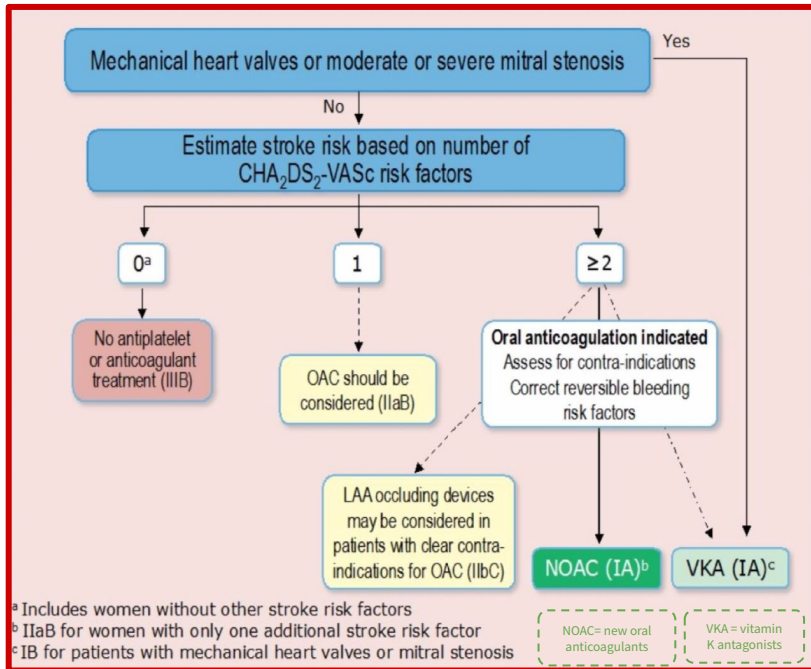 Mechanical heart valves or moderate or severe mitral stenosis
Yes
No
Estimate stroke risk based on number of
CHA₂DS₂-VASc risk factors
0ᵃ
1
≥2
No antiplatelet
or anticoagulant
treatment (IIIB)
OAC should be
considered (IIaB)
Oral anticoagulation indicated
Assess for contra-indications
Correct reversible bleeding
risk factors
LAA occluding devices
may be considered in
patients with clear contra-
indications for OAC (IIbC)
NOAC (IA)ᵇ
VKA (IA)ᶜ
ᵃ Includes women without other stroke risk factors
ᵇ IIaB for women with only one additional stroke risk factor
ᶜ IB for patients with mechanical heart valves or mitral stenosis
NOAC= new oral
anticoagulants
VKA = vitamin
K antagonists